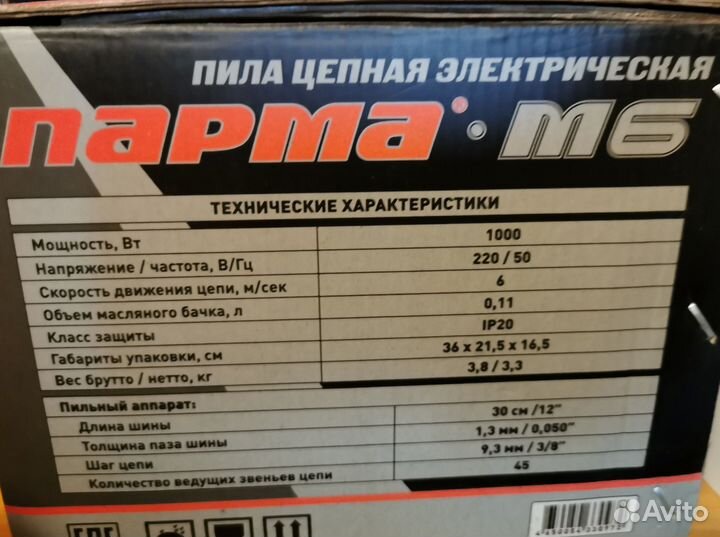 ПИЛА ЦЕПНАЯ ЭЛЕКТРИЧЕСКАЯ
ПАРМА® · М6
ТЕХНИЧЕСКИЕ ХАРАКТЕРИСТИКИ
Мощность, Вт 1000
Напряжение / частота, В/Гц 220 / 50
Скорость движения цепи, м/сек 6
Объем масляного бачка, л 0,11
Класс защиты IP20
Габариты упаковки, см 36 x 21,5 x 16,5
Вес брутто / нетто, кг 3,8 / 3,3
Пильный аппарат:
Длина шины 30 см /12"
Толщина паза шины 1,3 мм / 0,050"
Шаг цепи 9,3 мм / 3/8"
Количество ведущих звеньев цепи 45
EAC
Avito